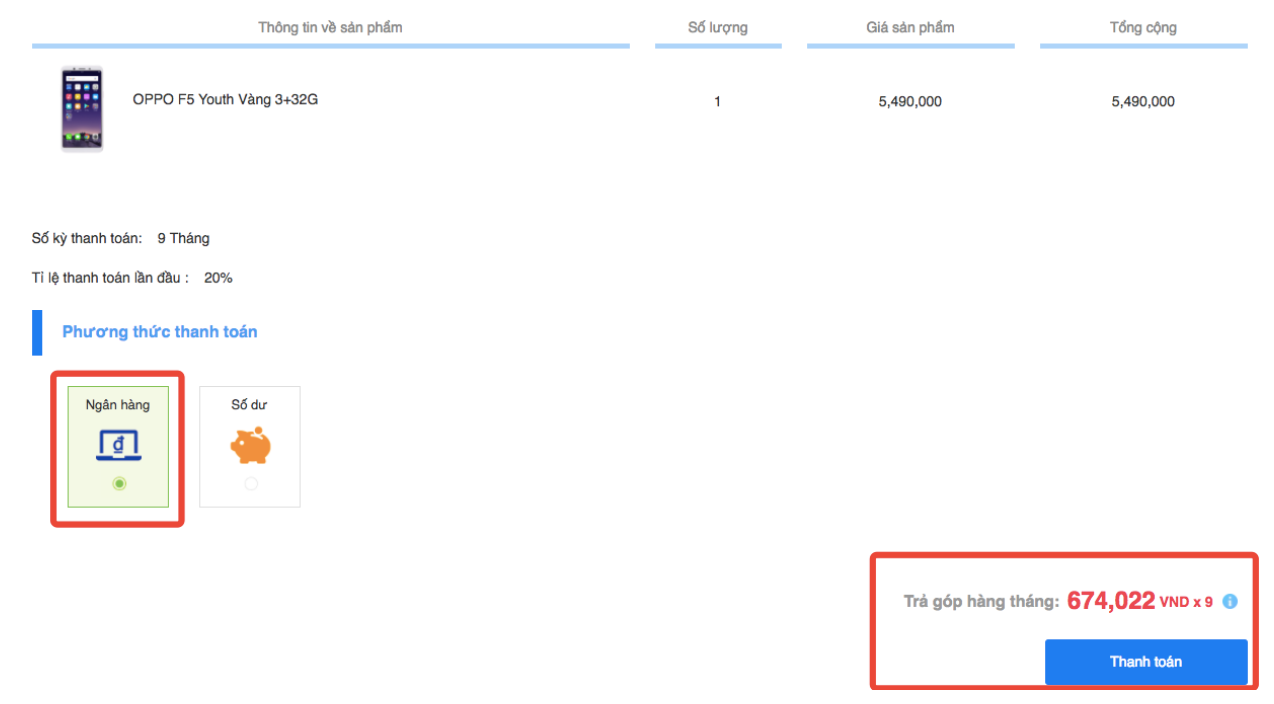 Thông tin về sản phẩm Số lượng Giá sản phẩm Tổng cộng
OPPO F5 Youth Vàng 3+32G 1 5,490,000 5,490,000
Số kỳ thanh toán: 9 Tháng
Tỉ lệ thanh toán lần đầu : 20%
Phương thức thanh toán
Ngân hàng Số dư
đ
Trả góp hàng tháng: 674,022 VND x 9 i
Thanh toán